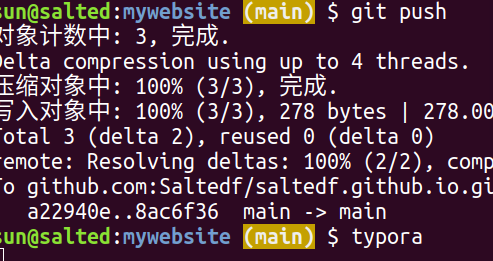 sun@salted:mywebsite (main) $ git push
对象计数中: 3, 完成.
Delta compression using up to 4 threads.
压缩对象中: 100% (3/3), 完成.
写入对象中: 100% (3/3), 278 bytes | 278.00
Total 3 (delta 2), reused 0 (delta 0)
remote: Resolving deltas: 100% (2/2), comp
To github.com:Saltedf/saltedf.github.io.gi
a22940e..8ac6f36 main -> main
sun@salted:mywebsite (main) $ typora